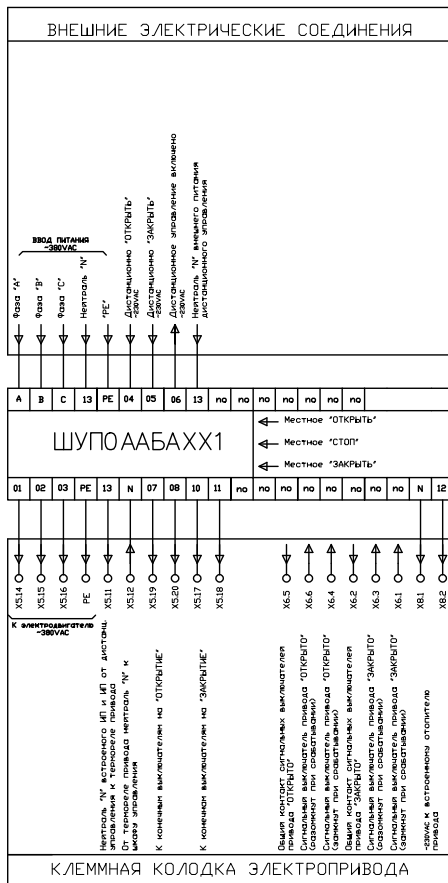 ВНЕШНИЕ ЭЛЕКТРИЧЕСКИЕ СОЕДИНЕНИЯ
ВВОД ПИТАНИЯ
~380VAC
Фаза "А"
Фаза "В"
Фаза "С"
Нейтраль "N"
"PE"
Дистанционно "ОТКРЫТЬ"
~230VAC
Дистанционно "ЗАКРЫТЬ"
~230VAC
Дистанционное управление включено
~230VAC
Нейтраль "N" внешнего питания
дистанционного управления
A B C 13 PE 04 05 06 13 no no no no no no no
ШУПОААБАХХ1
Местное "ОТКРЫТЬ"
Местное "СТОП"
Местное "ЗАКРЫТЬ"
01 02 03 PE 13 N 07 08 10 11 no no no no no no no no N 12
X5.14
X5.15
X5.16
PE
X5.11
X5.12
X5.19
X5.20
X5.17
X5.18
X6.5
X6.6
X6.4
X6.2
X6.3
X6.1
X8.1
X8.2
К электродвигателю
~380VAC
Нейтраль "N" встроеного ИП и ИП от дистанц.
управления к термореле привода
От термореле привода нейтраль "N" к
шкафу управления
К конечным выключателям на "ОТКРЫТИЕ"
К конечным выключателям на "ЗАКРЫТИЕ"
Общий контакт сигнальных выключателей
привода "ОТКРЫТО"
Сигнальный выключатель привода "ОТКРЫТО"
(разомкнут при срабатывании)
Сигнальный выключатель привода "ОТКРЫТО"
(замкнут при срабатывании)
Общий контакт сигнальных выключателей
привода "ЗАКРЫТО"
Сигнальный выключатель привода "ЗАКРЫТО"
(разомкнут при срабатывании)
Сигнальный выключатель привода "ЗАКРЫТО"
(замкнут при срабатывании)
~230VAC к встроенному отопителю
привода
КЛЕММНАЯ КОЛОДКА ЭЛЕКТРОПРИВОДА